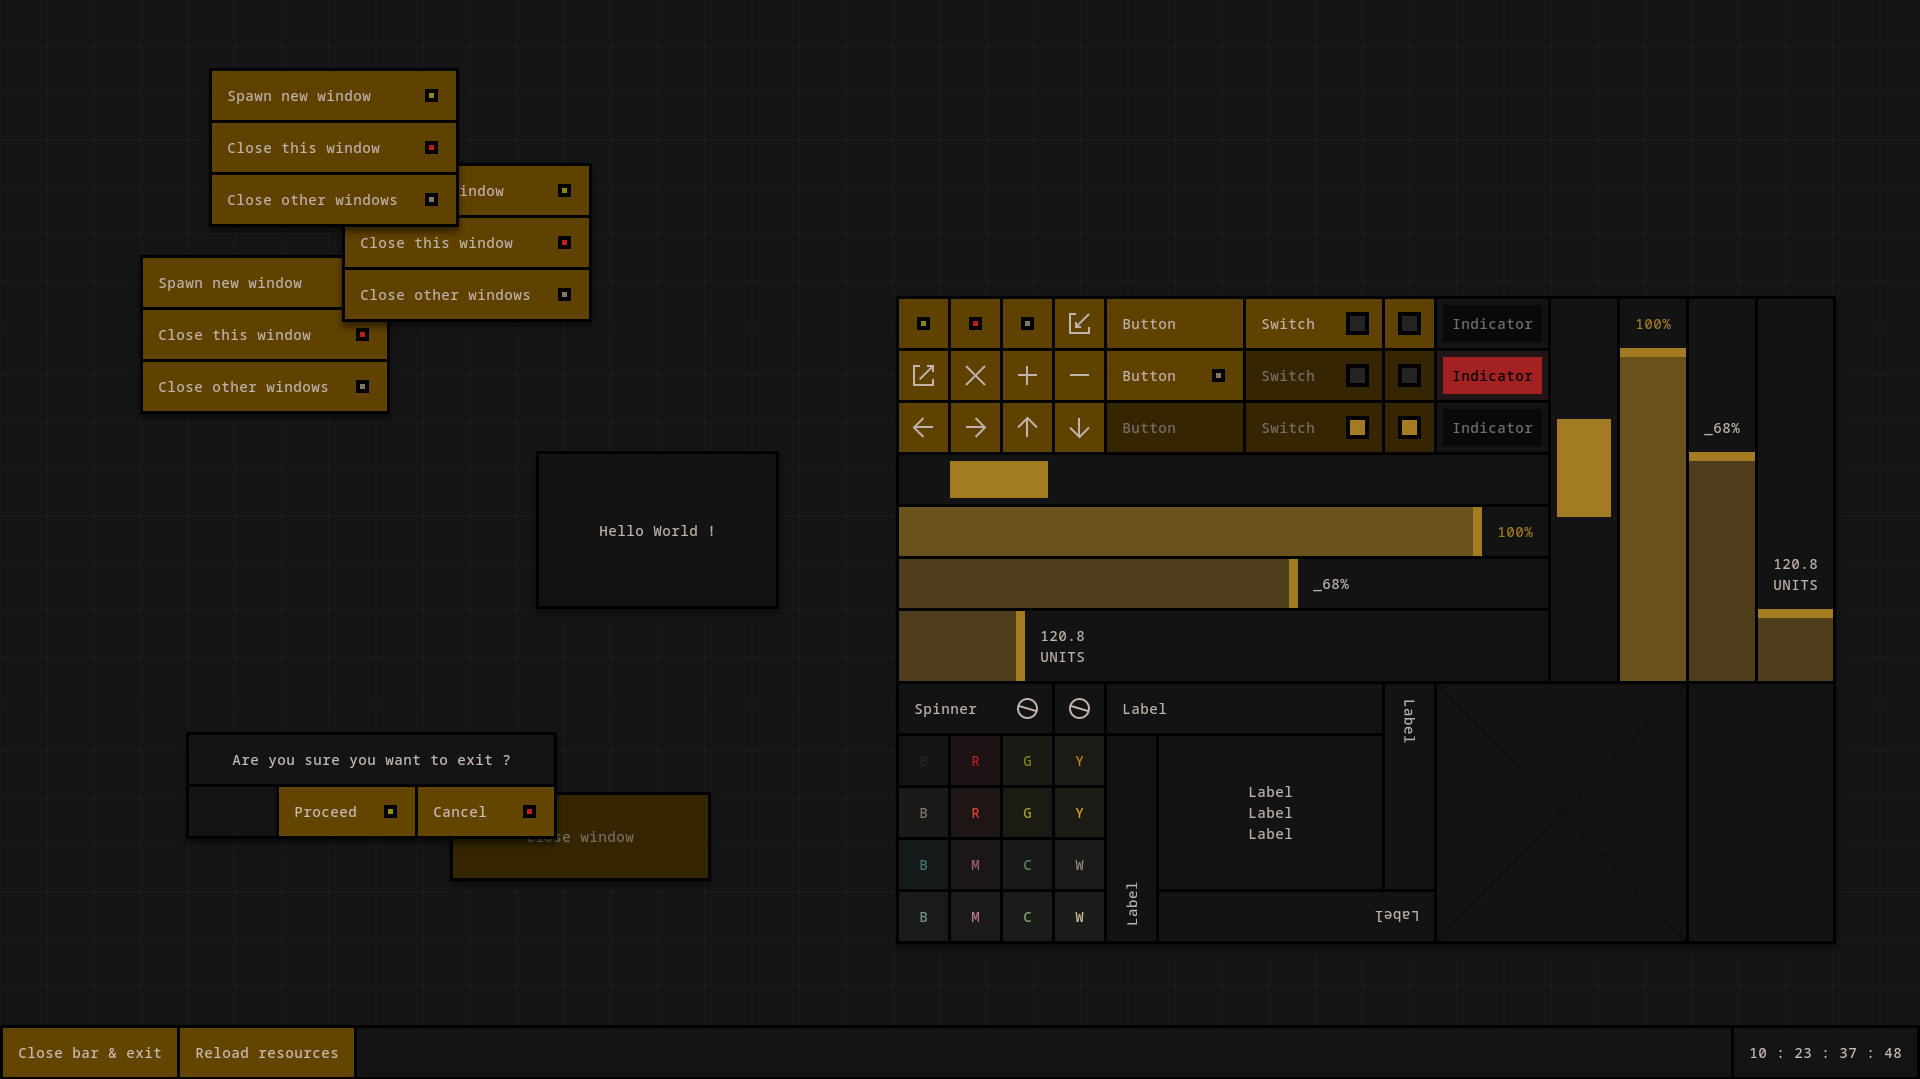 Spawn new window
Close this window
Close other windows
indow
Close this window
Close other windows
Spawn new window
Close this window
Close other windows
Hello World !
Are you sure you want to exit ?
Proceed
Cancel
ose window
Button
Switch
Indicator
100%
Button
Switch
Indicator
Button
Switch
Indicator
_68%
100%
_68%
120.8
UNITS
120.8
UNITS
Spinner
Label
Label
B R G Y
B R G Y
B M C W
B M C W
Label
Label
Label
Label
Label
Close bar & exit
Reload resources
10 : 23 : 37 : 48